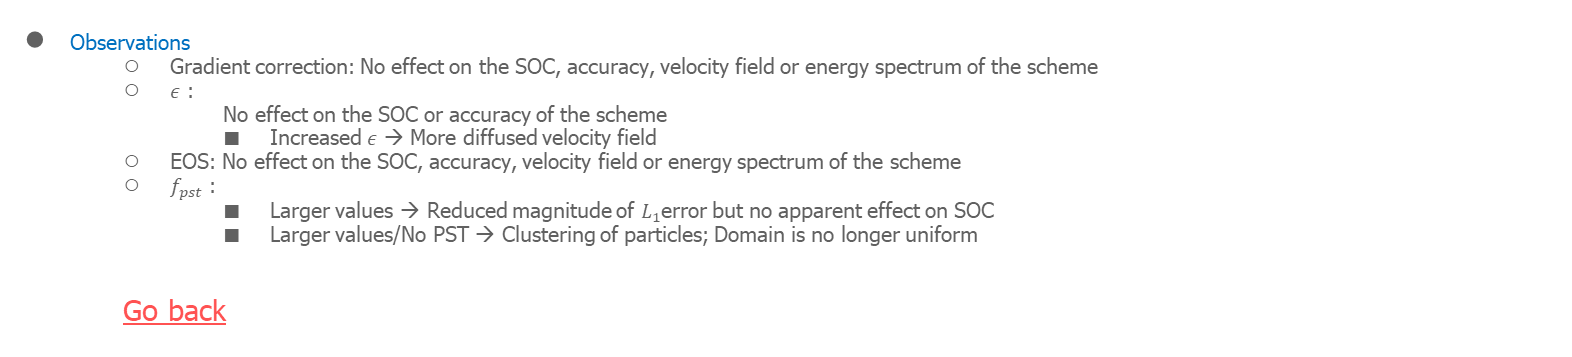 ● Observations
○ Gradient correction: No effect on the SOC, accuracy, velocity field or energy spectrum of the scheme
○ ϵ :
No effect on the SOC or accuracy of the scheme
■ Increased ϵ → More diffused velocity field
○ EOS: No effect on the SOC, accuracy, velocity field or energy spectrum of the scheme
○ f_pst :
■ Larger values → Reduced magnitude of L₁error but no apparent effect on SOC
■ Larger values/No PST → Clustering of particles; Domain is no longer uniform
Go back